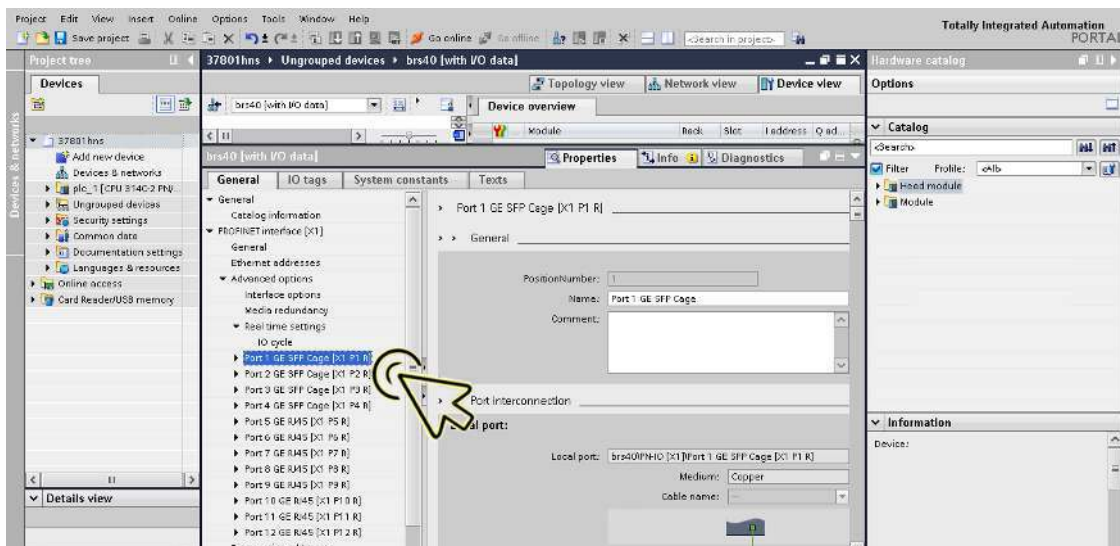 Project Edit View Insert Online Options Tools Window Help
Totally Integrated Automation
PORTAL
Save project Go online Go offline <Search in project>
Project tree
37801hns ▸ Ungrouped devices ▸ brs40 [with I/O data]
Hardware catalog
Devices
Topology view Network view Device view
Options
Devices & networks
brs40 [with I/O data]
Device overview
Module Rack Slot I address Q ad...
Catalog
<Search>
Filter Profile: <All>
Head module
Module
37801hns
Add new device
Devices & networks
plc_1 [CPU 314C-2 PN/...
Ungrouped devices
Security settings
Common data
Documentation settings
Languages & resources
Online access
Card Reader/USB memory
brs40 [with I/O data]
Properties Info Diagnostics
General IO tags System constants Texts
General
Catalog information
PROFINET interface [X1]
General
Ethernet addresses
Advanced options
Interface options
Media redundancy
Real time settings
IO cycle
Port 1 GE SFP Cage [X1 P1 R]
Port 2 GE SFP Cage [X1 P2 R]
Port 3 GE SFP Cage [X1 P3 R]
Port 4 GE SFP Cage [X1 P4 R]
Port 5 GE RJ45 [X1 P5 R]
Port 6 GE RJ45 [X1 P6 R]
Port 7 GE RJ45 [X1 P7 R]
Port 8 GE RJ45 [X1 P8 R]
Port 9 GE RJ45 [X1 P9 R]
Port 10 GE RJ45 [X1 P10 R]
Port 11 GE RJ45 [X1 P11 R]
Port 12 GE RJ45 [X1 P12 R]
Port 1 GE SFP Cage [X1 P1 R]
General
PositionNumber: 1
Name: Port 1 GE SFP Cage
Comment:
Port interconnection
port:
Local port: brs40\PN-IO [X1]\Port 1 GE SFP Cage [X1 P1 R]
Medium: Copper
Cable name: ---
Information
Device:
Details view